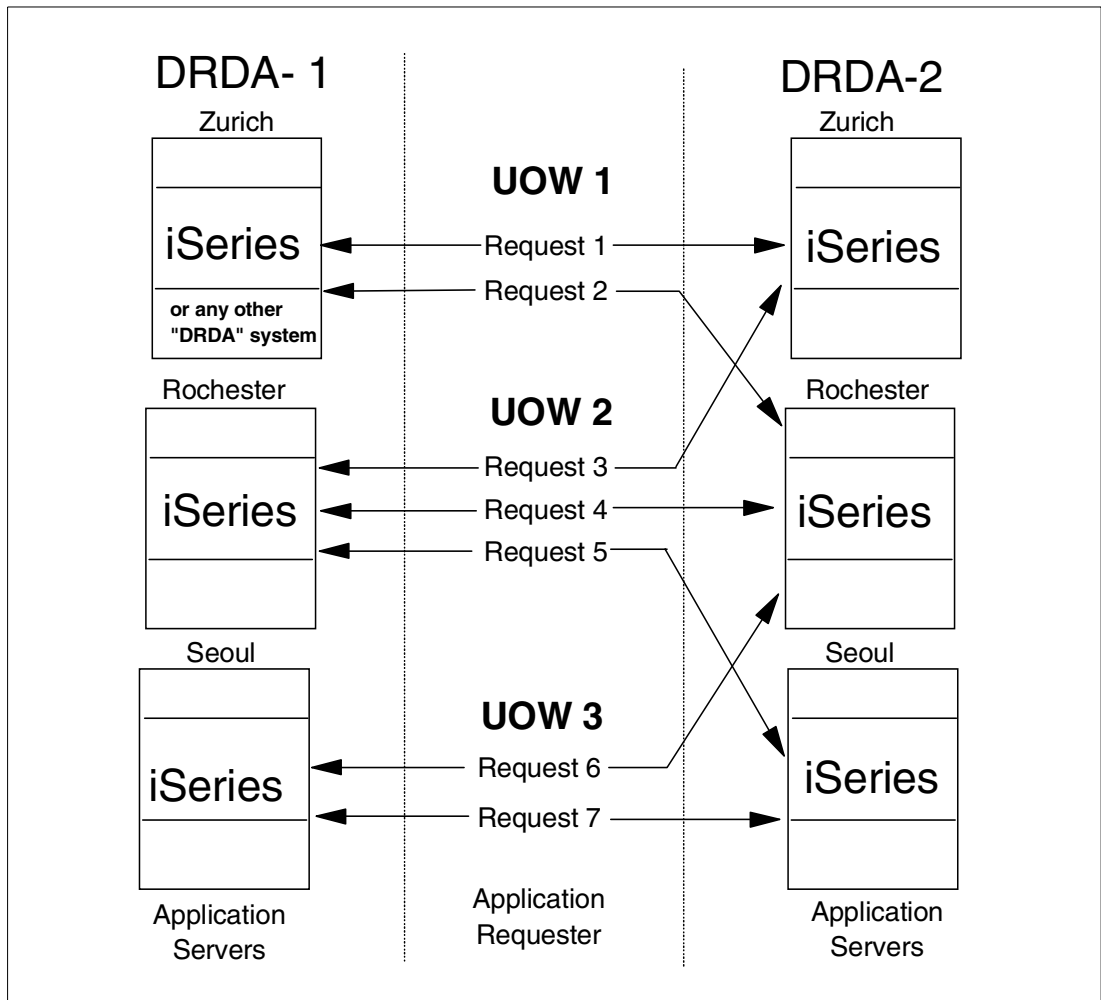 DRDA- 1
DRDA-2
Zurich
Zurich
UOW 1
iSeries
Request 1
iSeries
Request 2
or any other
"DRDA" system
Rochester
Rochester
UOW 2
Request 3
iSeries
Request 4
iSeries
Request 5
Seoul
Seoul
UOW 3
iSeries
Request 6
iSeries
Request 7
Application
Servers
Application
Requester
Application
Servers